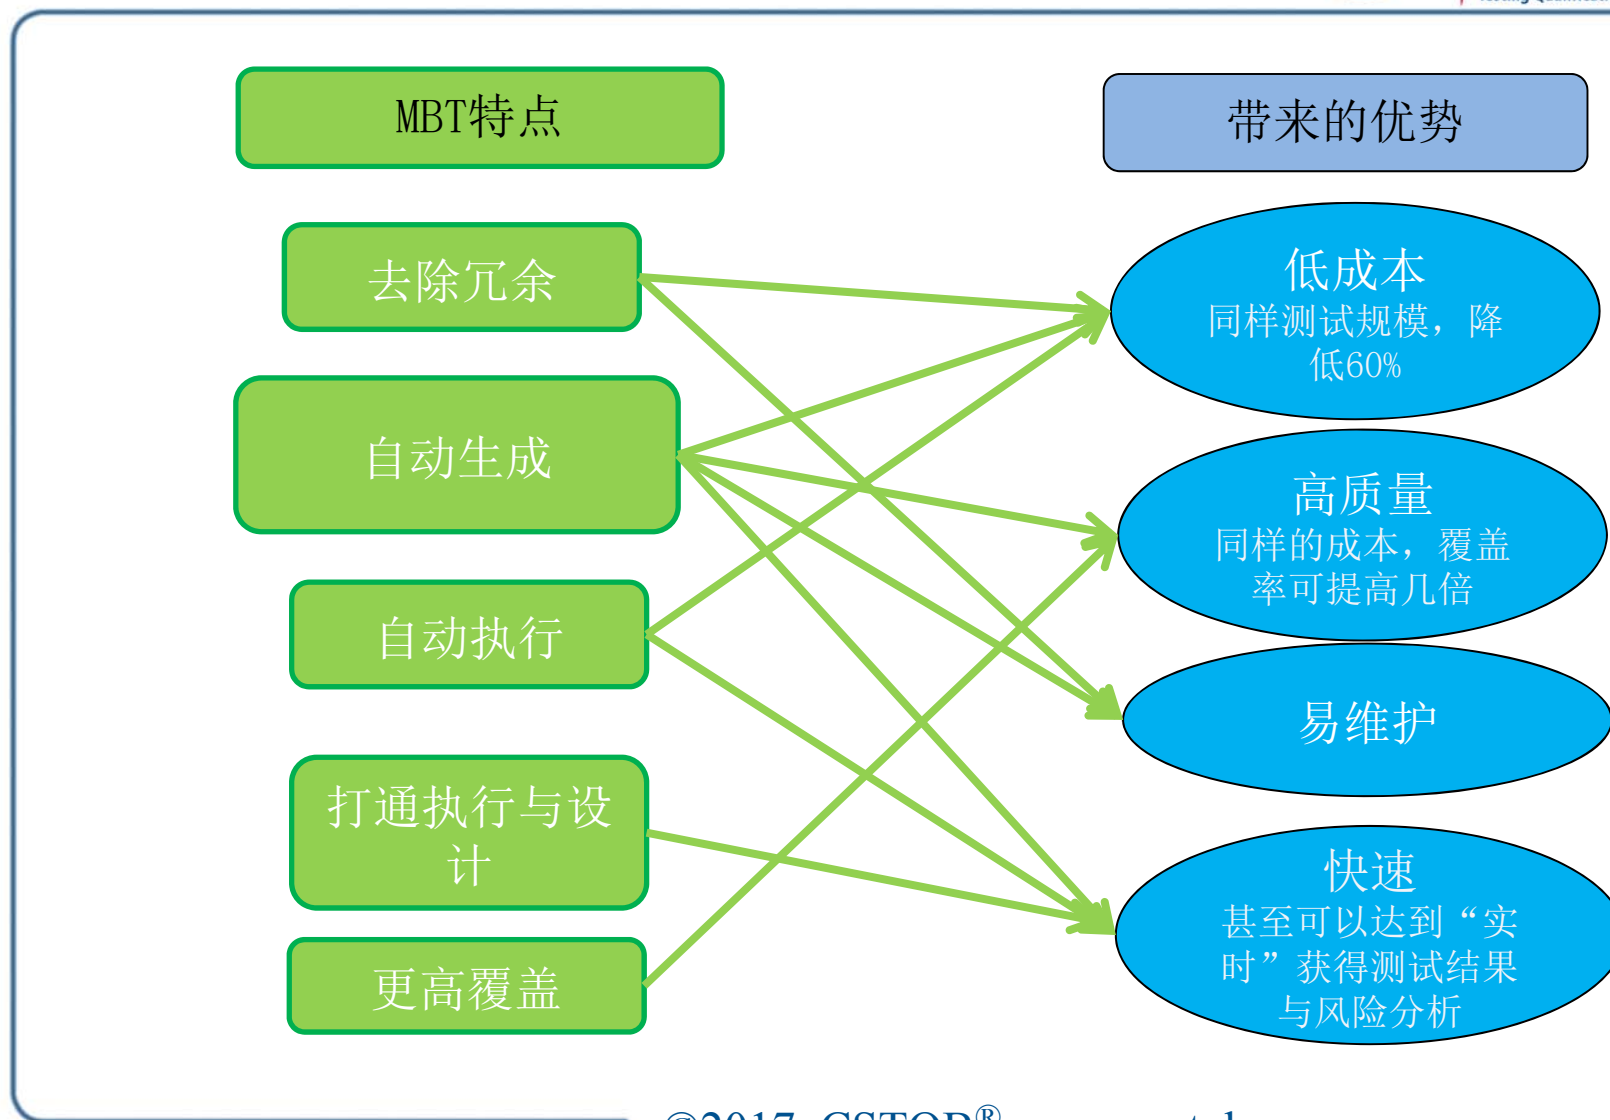 MBT特点
带来的优势
去除冗余
低成本
同样测试规模，降
低60%
自动生成
高质量
同样的成本，覆盖
率可提高几倍
自动执行
易维护
打通执行与设
计
快速
甚至可以达到“实
时”获得测试结果
与风险分析
更高覆盖